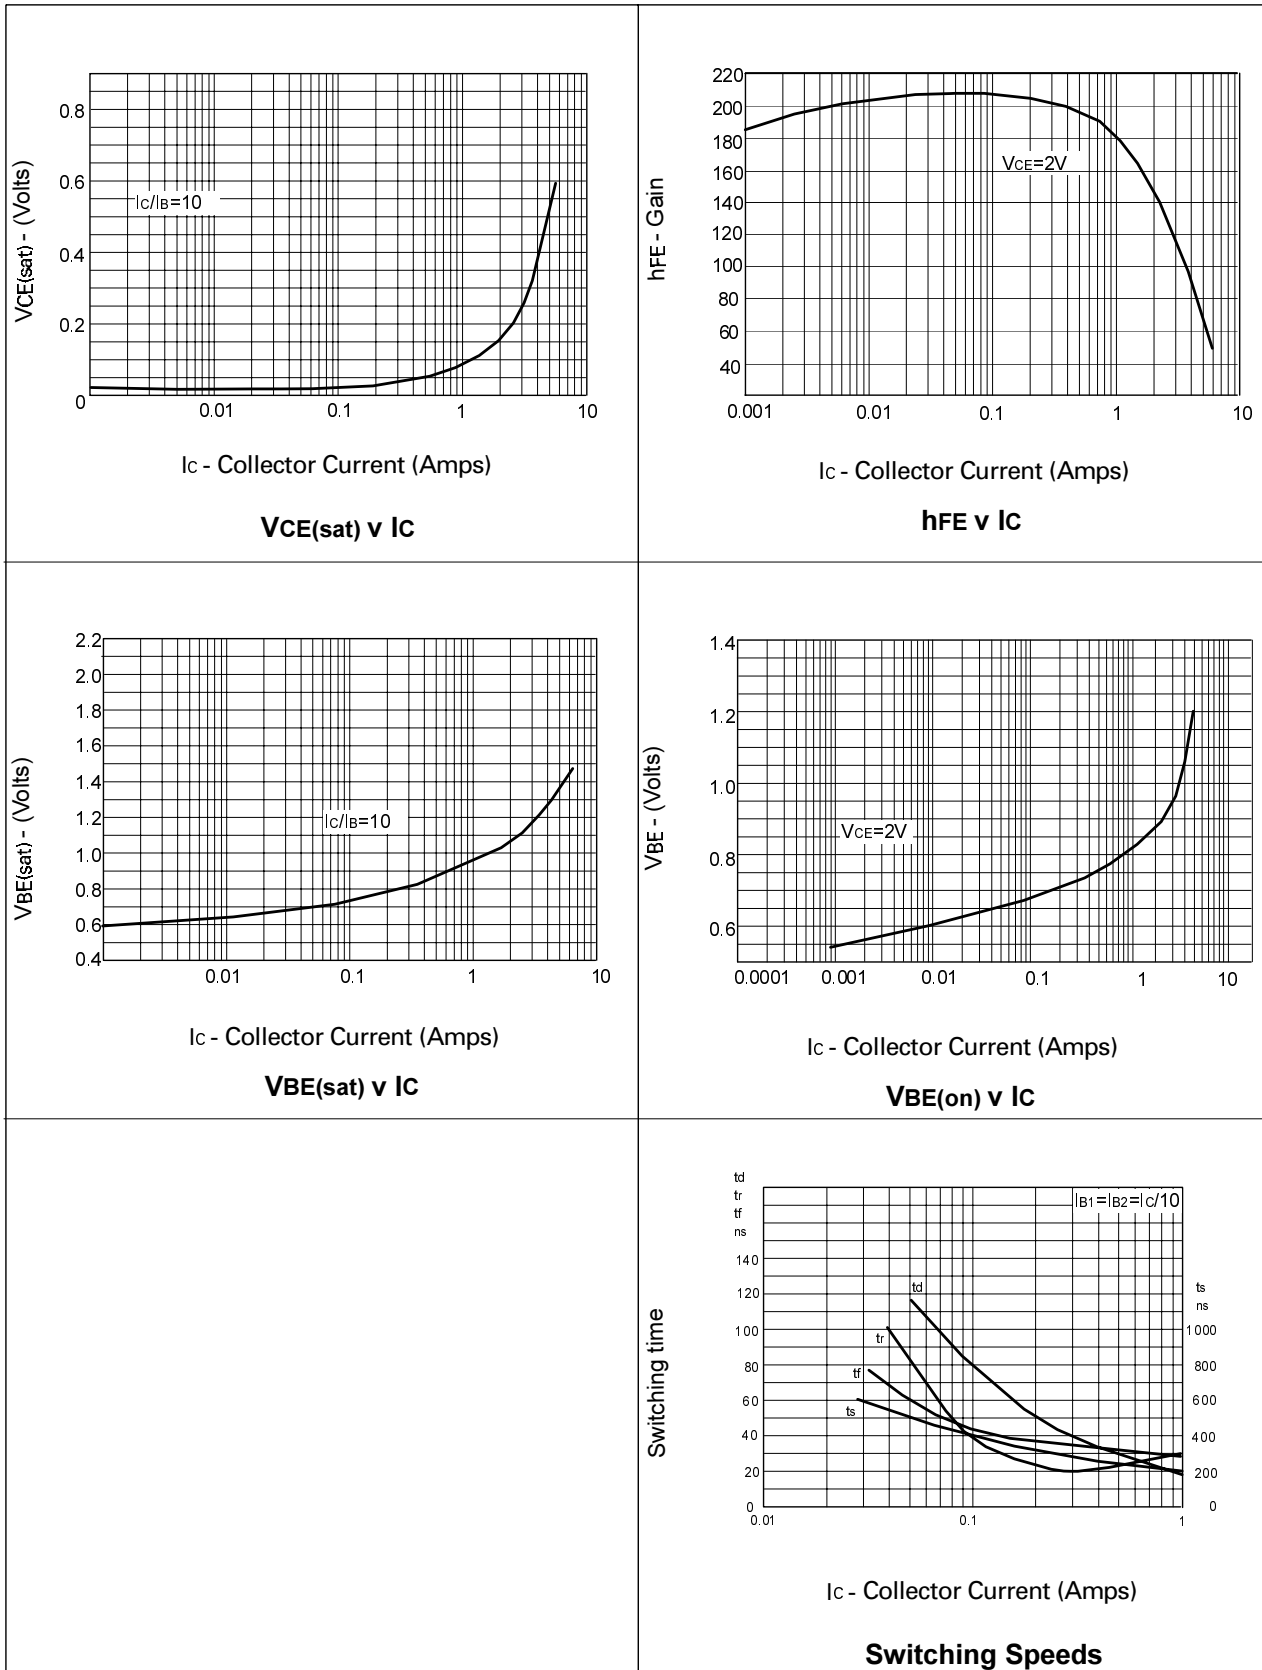 0.8
0.6
0.4
0.2
0
VCE(sat) - (Volts)
IC/IB=10
0.01
0.1
1
10
IC - Collector Current (Amps)
VCE(sat) v IC
220
200
180
160
140
120
100
80
60
40
hFE - Gain
VCE=2V
0.001
0.01
0.1
1
10
IC - Collector Current (Amps)
hFE v IC
2.2
2.0
1.8
1.6
1.4
1.2
1.0
0.8
0.6
0.4
VBE(sat) - (Volts)
IC/IB=10
0.01
0.1
1
10
IC - Collector Current (Amps)
VBE(sat) v IC
1.4
1.2
1.0
0.8
0.6
VBE - (Volts)
VCE=2V
0.0001
0.001
0.01
0.1
1
10
IC - Collector Current (Amps)
VBE(on) v IC
td
tr
tf
ns
140
120
100
80
60
40
20
0
Switching time
IB1=IB2=IC/10
td
tr
tf
ts
ts
ns
1000
800
600
400
200
0
0.01
0.1
1
IC - Collector Current (Amps)
Switching Speeds